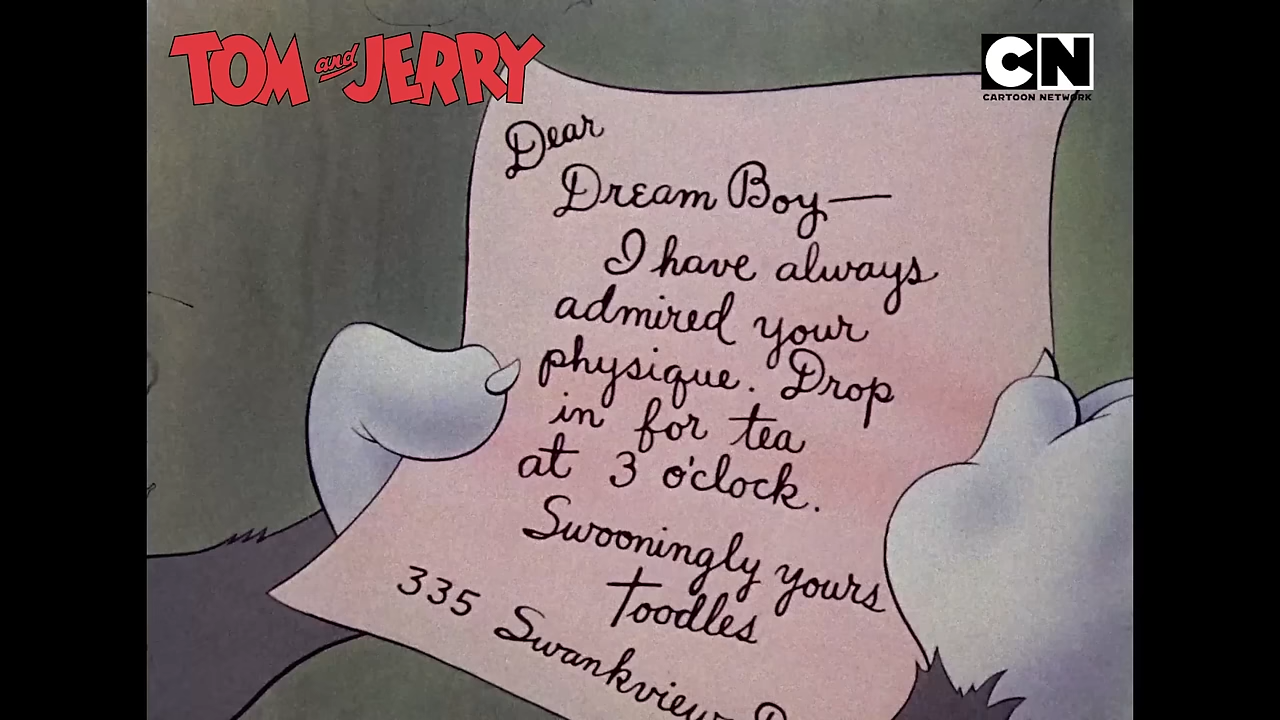 TOM and JERRY
CN
CARTOON NETWORK
Dear
Dream Boy—
I have always
admired your
physique. Drop
in for tea
at 3 o'clock.
Swooningly yours
Toodles
335 Swankview